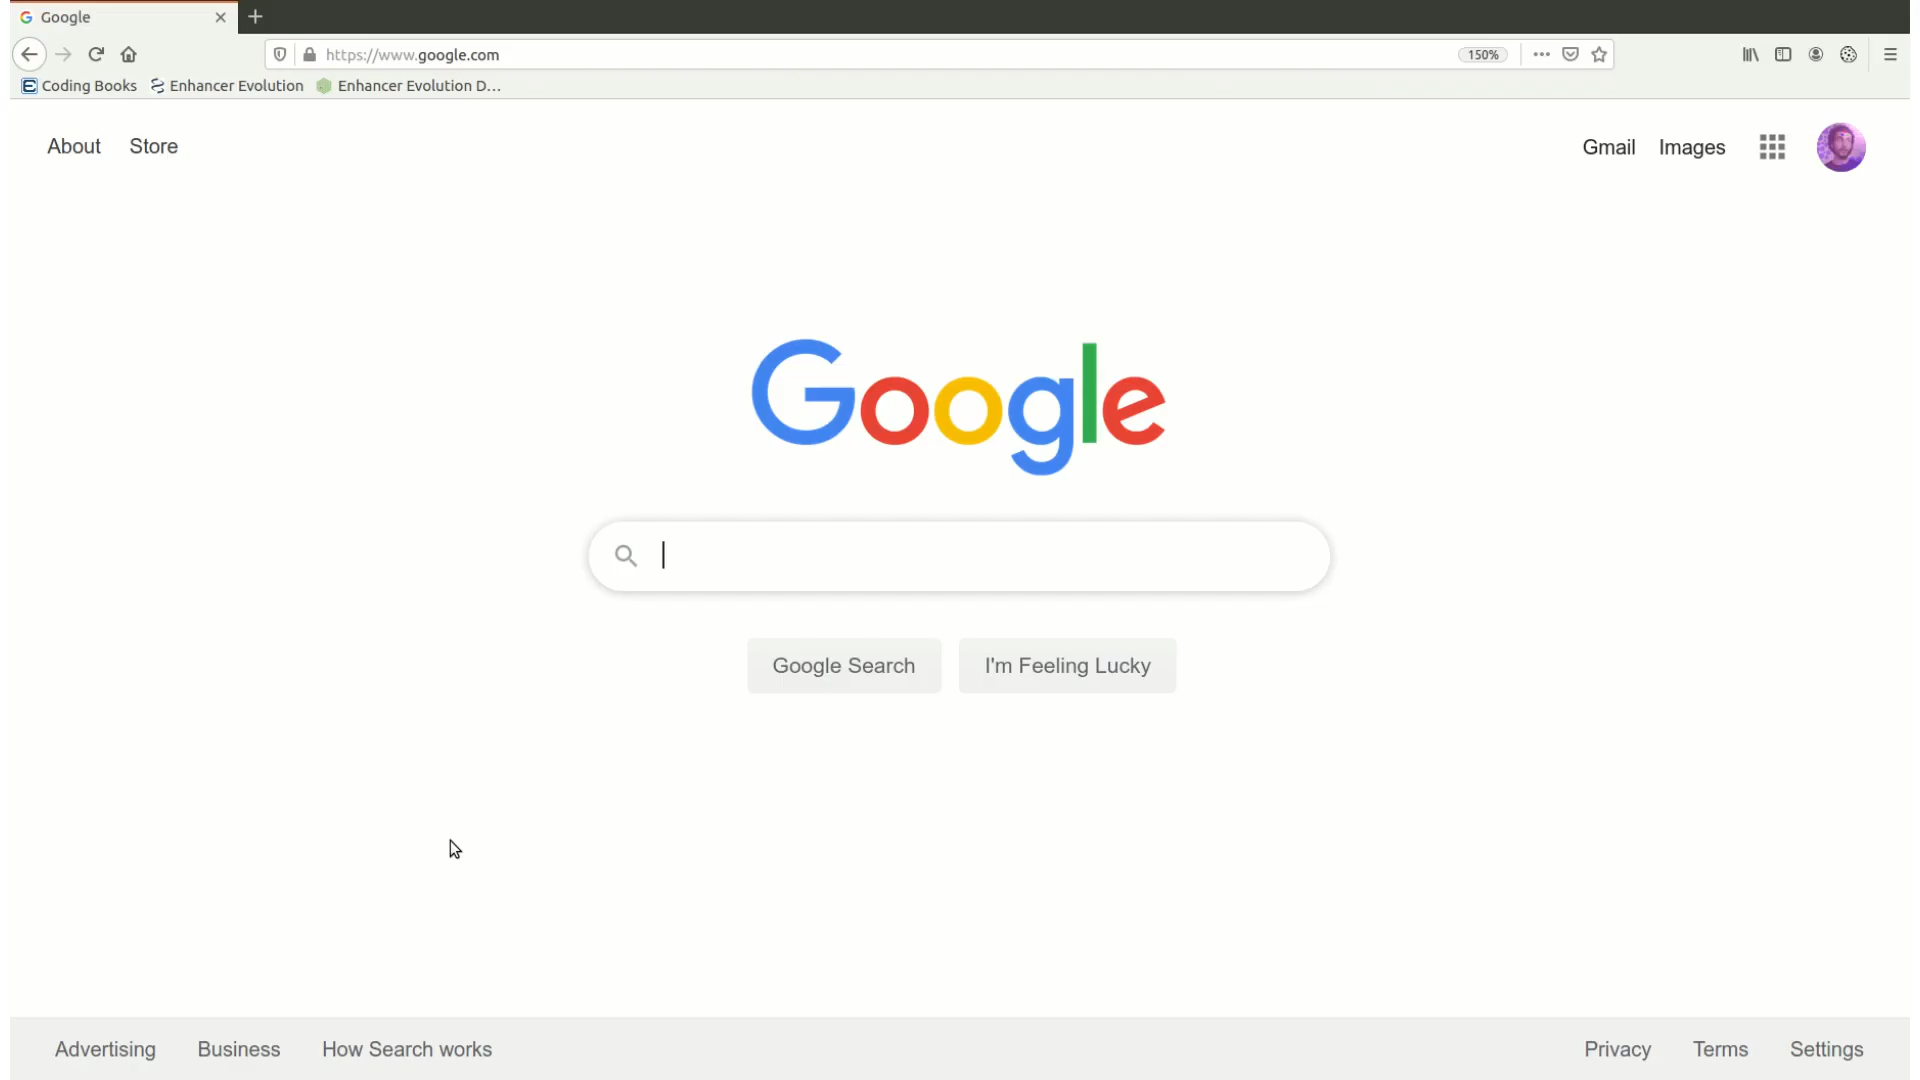 Google
https://www.google.com
150%
Coding Books
Enhancer Evolution
Enhancer Evolution D…
About
Store
Gmail
Images
Google
Google Search
I'm Feeling Lucky
Advertising
Business
How Search works
Privacy
Terms
Settings